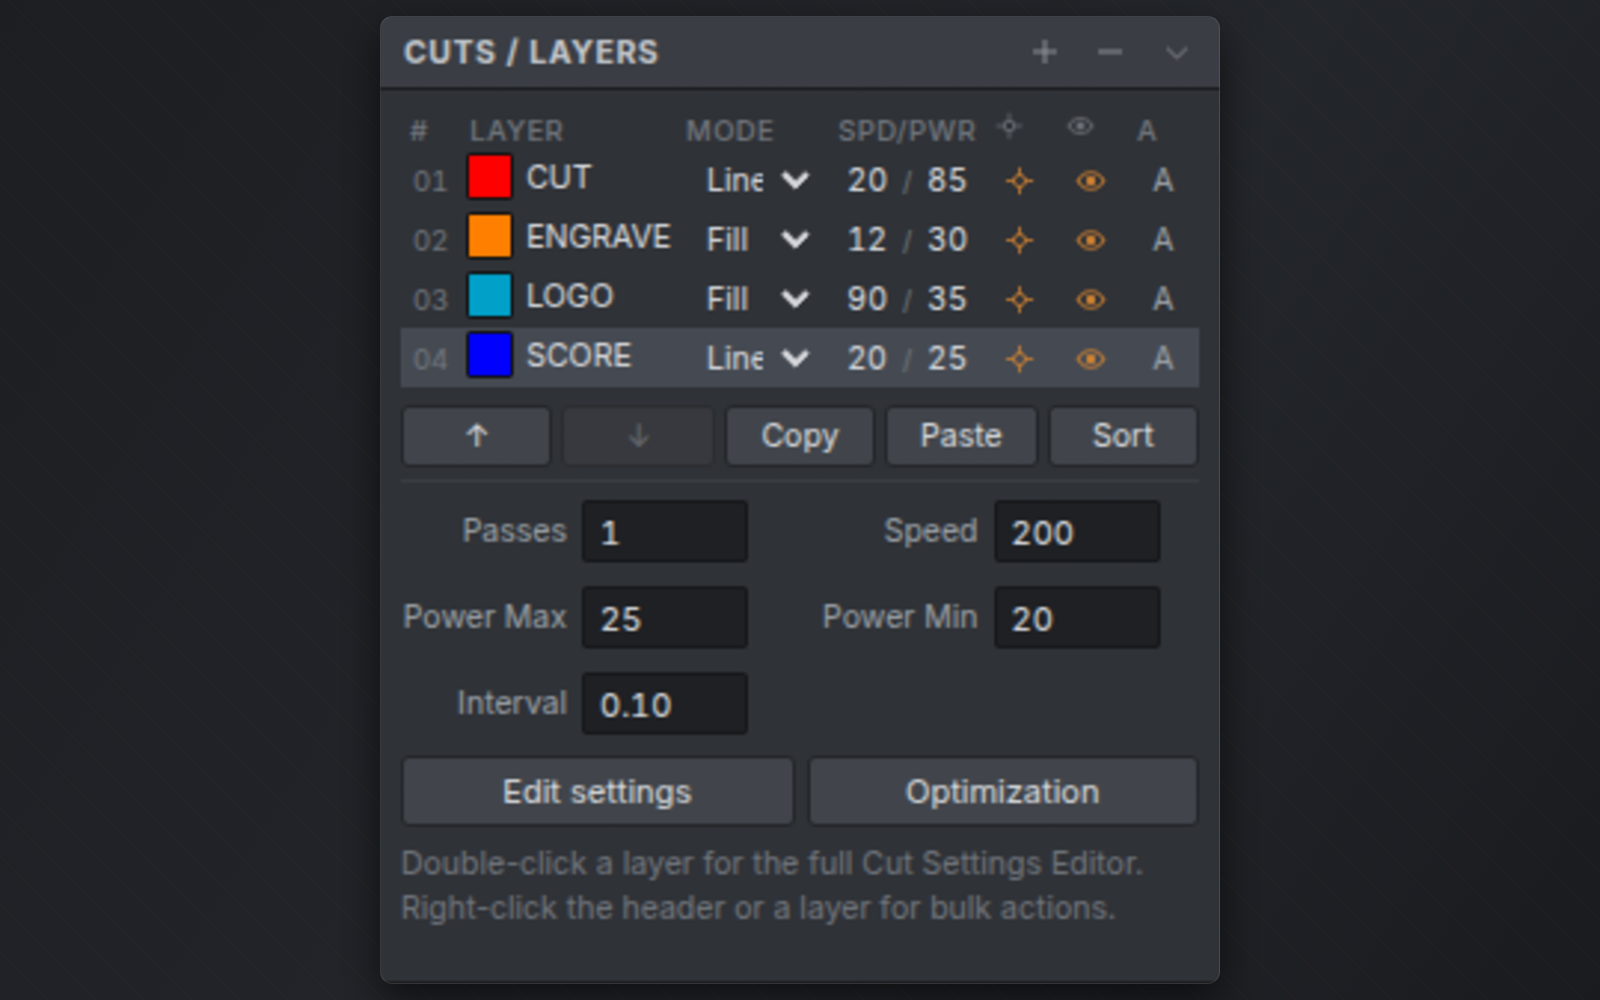 CUTS / LAYERS
# LAYER MODE SPD/PWR A
01 CUT Line 20 / 85 A
02 ENGRAVE Fill 12 / 30 A
03 LOGO Fill 90 / 35 A
04 SCORE Line 20 / 25 A
↑ ↓ Copy Paste Sort
Passes 1 Speed 200
Power Max 25 Power Min 20
Interval 0.10
Edit settings Optimization
Double-click a layer for the full Cut Settings Editor.
Right-click the header or a layer for bulk actions.